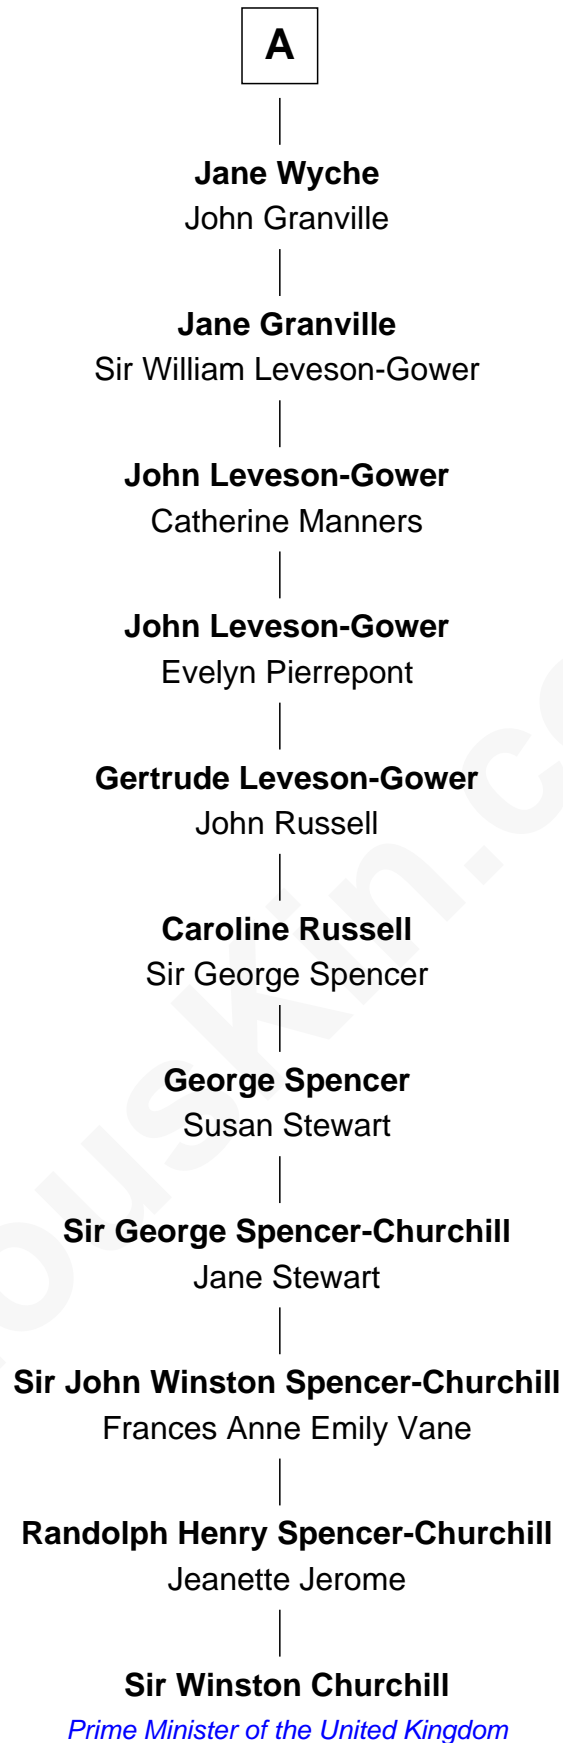 A
Jane Wyche
John Granville
Jane Granville
Sir William Leveson-Gower
John Leveson-Gower
Catherine Manners
John Leveson-Gower
Evelyn Pierrepont
Gertrude Leveson-Gower
John Russell
Caroline Russell
Sir George Spencer
George Spencer
Susan Stewart
Sir George Spencer-Churchill
Jane Stewart
Sir John Winston Spencer-Churchill
Frances Anne Emily Vane
Randolph Henry Spencer-Churchill
Jeanette Jerome
Sir Winston Churchill
Prime Minister of the United Kingdom